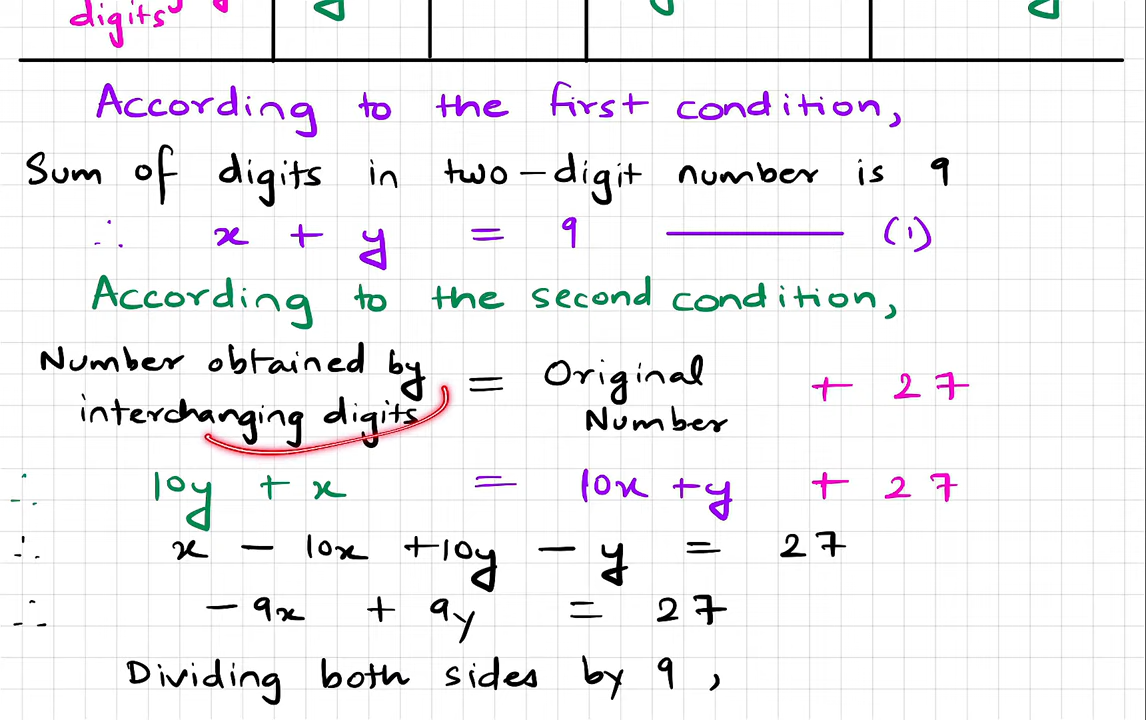 digits
According to the first condition,
Sum of digits in two-digit number is 9
∴ x + y = 9 ——— (1)
According to the second condition,
Number obtained by interchanging digits = Original Number + 27
∴ 10y + x = 10x + y + 27
∴ x - 10x + 10y - y = 27
∴ -9x + 9y = 27
Dividing both sides by 9,